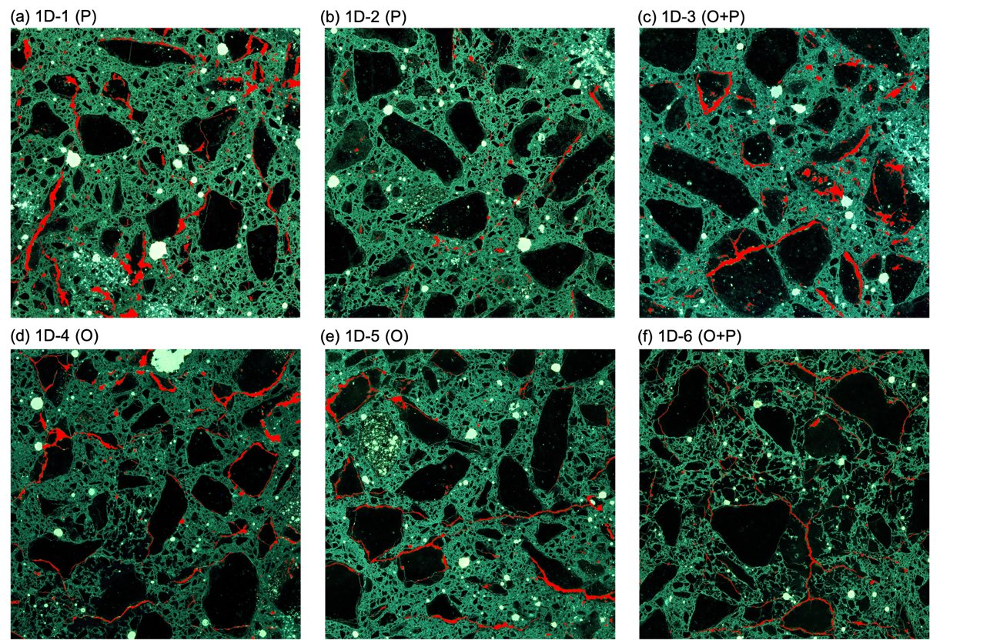 (a) 1D-1 (P)
(b) 1D-2 (P)
(c) 1D-3 (O+P)
(d) 1D-4 (O)
(e) 1D-5 (O)
(f) 1D-6 (O+P)